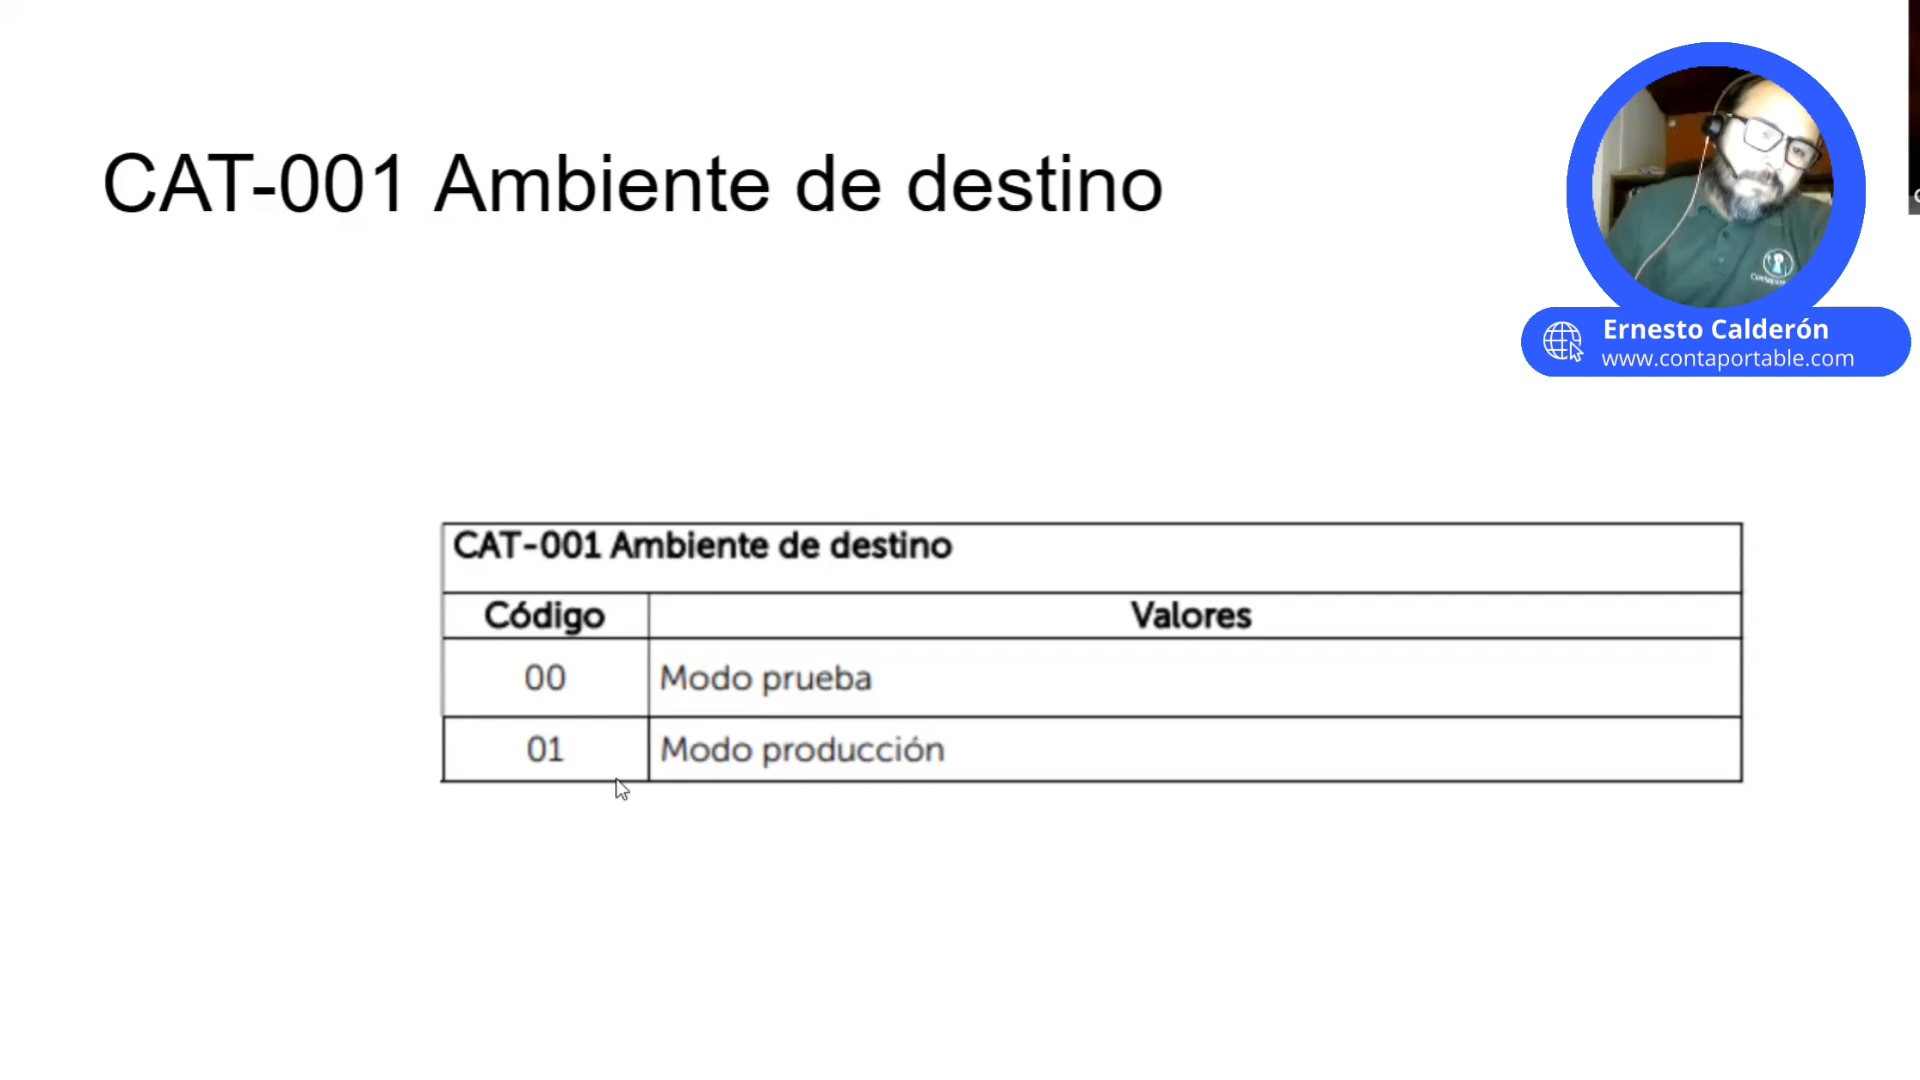 CAT-001 Ambiente de destino
Ernesto Calderón
www.contaportable.com
CAT-001 Ambiente de destino
Código Valores
00 Modo prueba
01 Modo producción